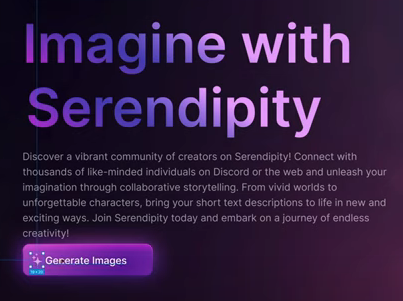 Imagine with
Serendipity
Discover a vibrant community of creators on Serendipity! Connect with
thousands of like-minded individuals on Discord or the web and unleash your
imagination through collaborative storytelling. From vivid worlds to
unforgettable characters, bring your short text descriptions to life in new and
exciting ways. Join Serendipity today and embark on a journey of endless
creativity!
Generate Images